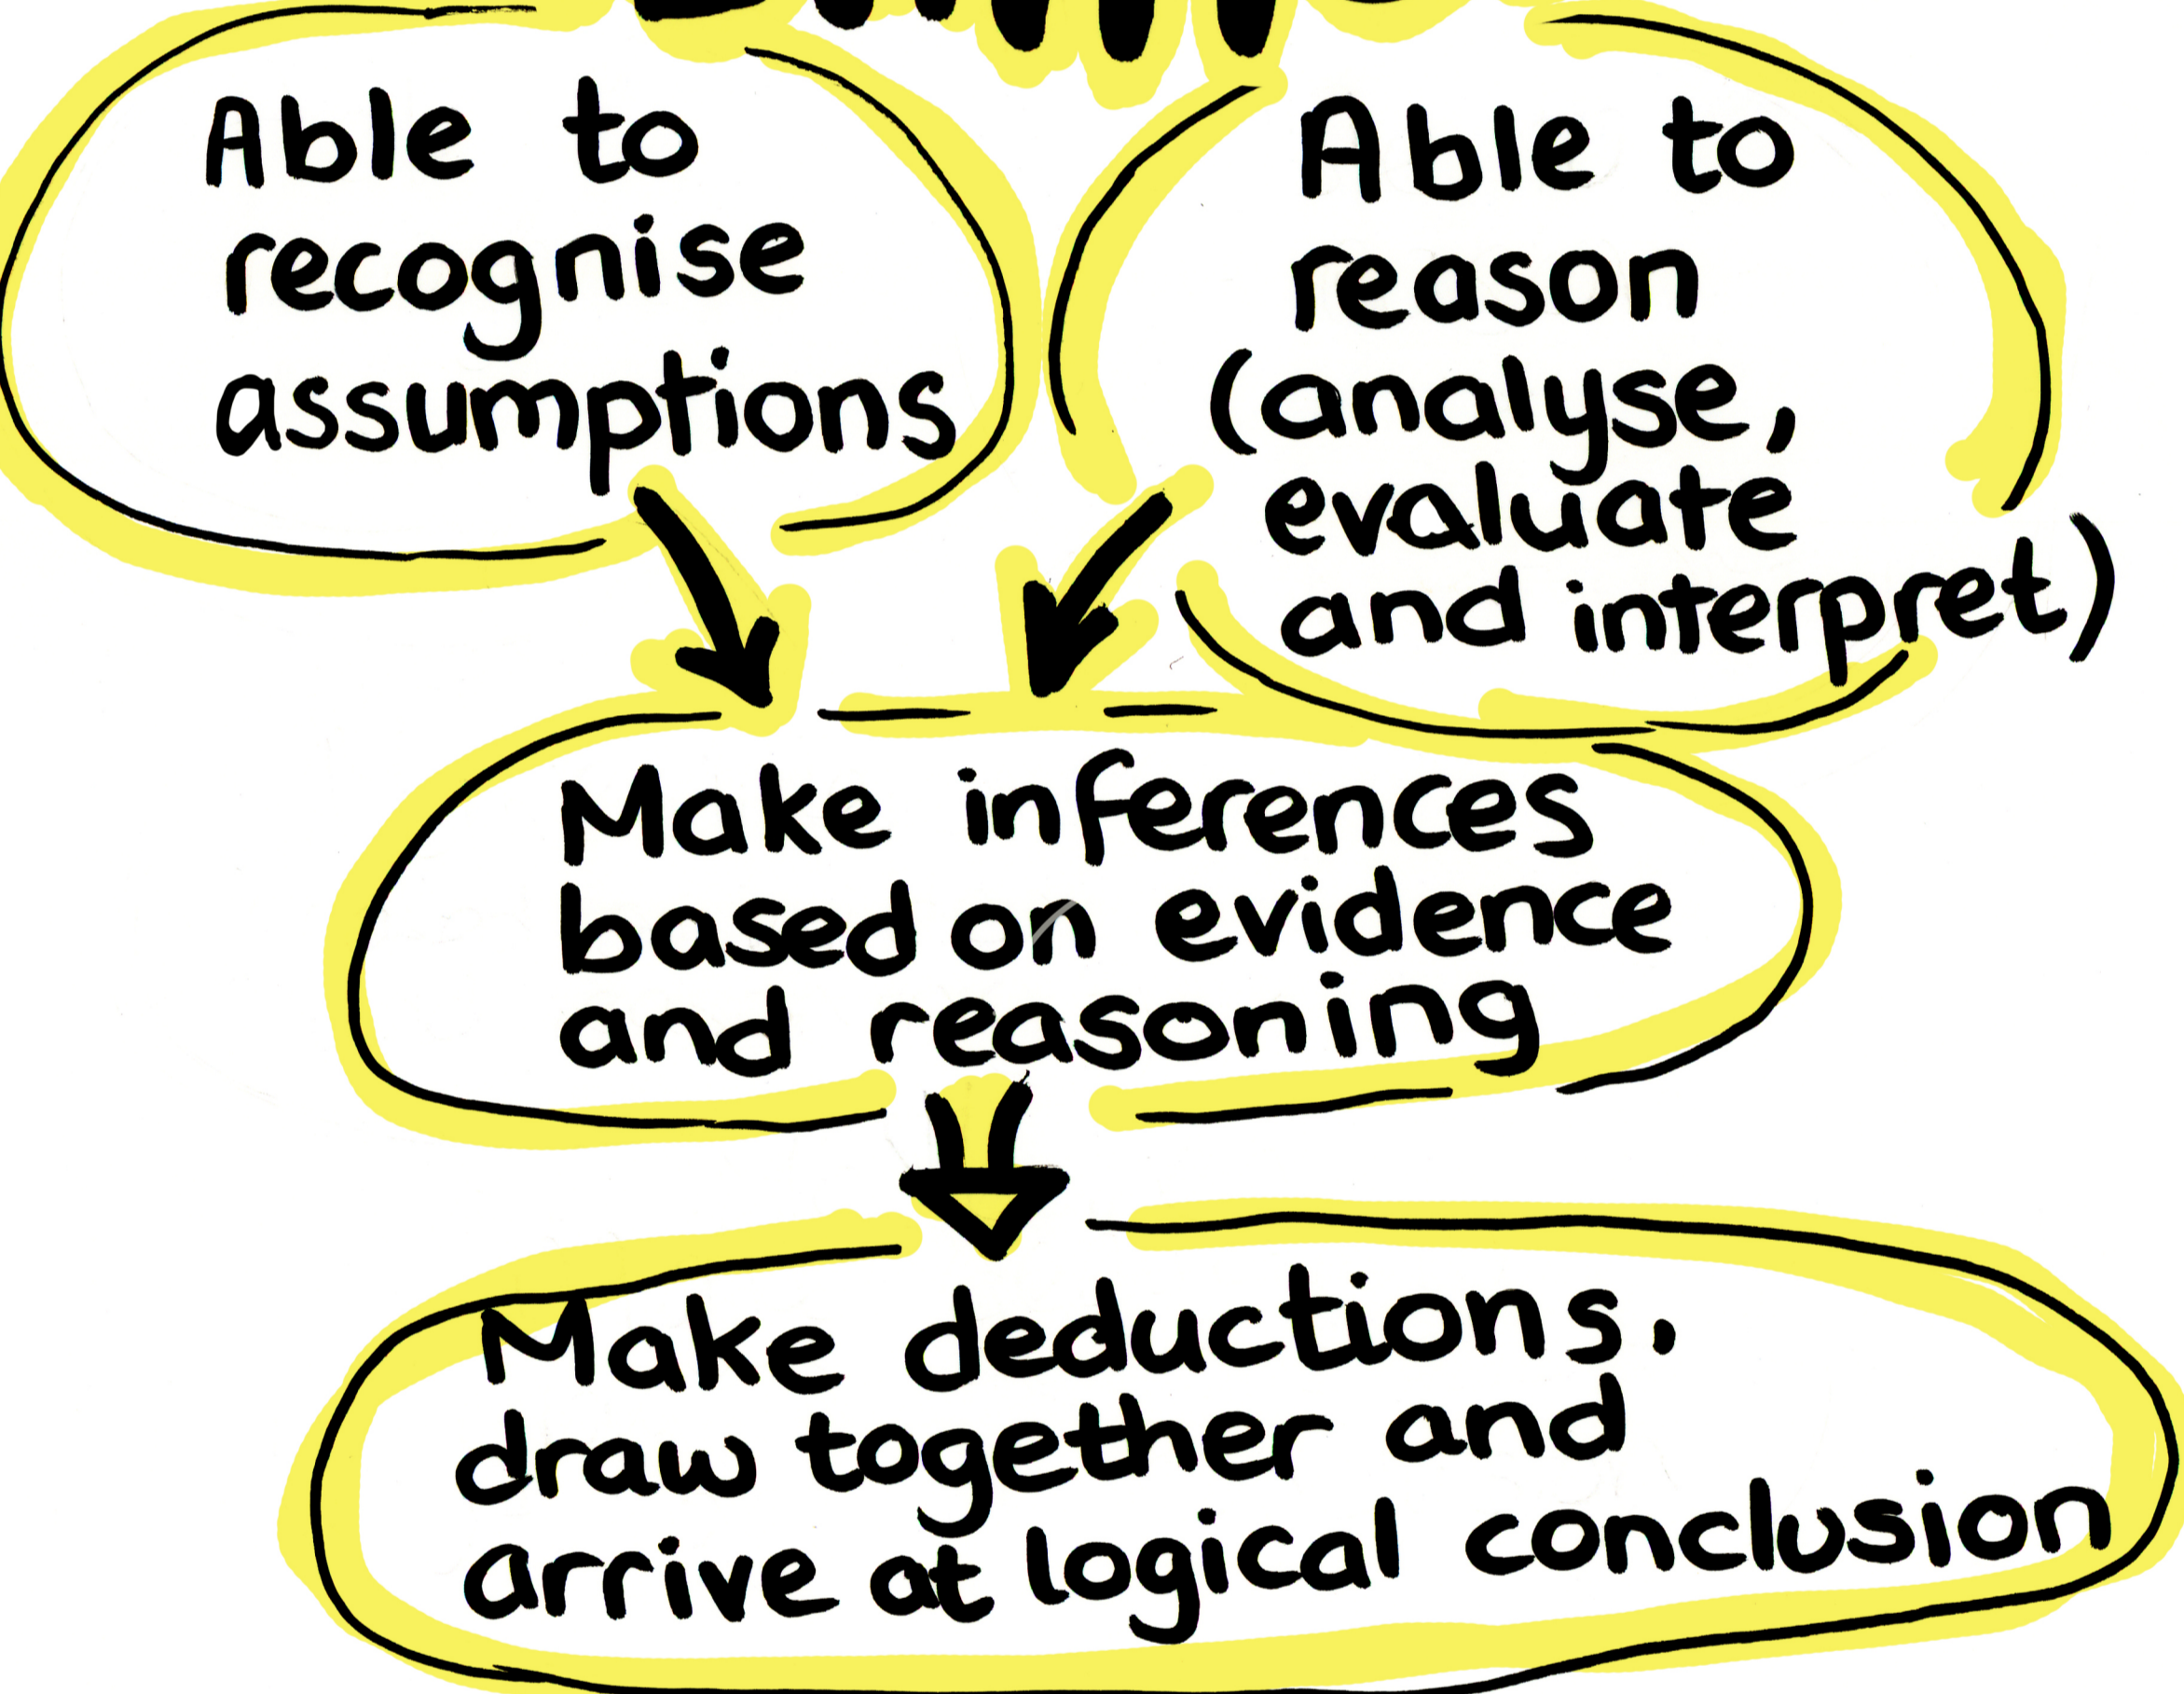 Able to
recognise
assumptions
Able to
reason
(analyse,
evaluate
and interpret)
Make inferences
based on evidence
and reasoning
Make deductions,
draw together and
arrive at logical conclusion